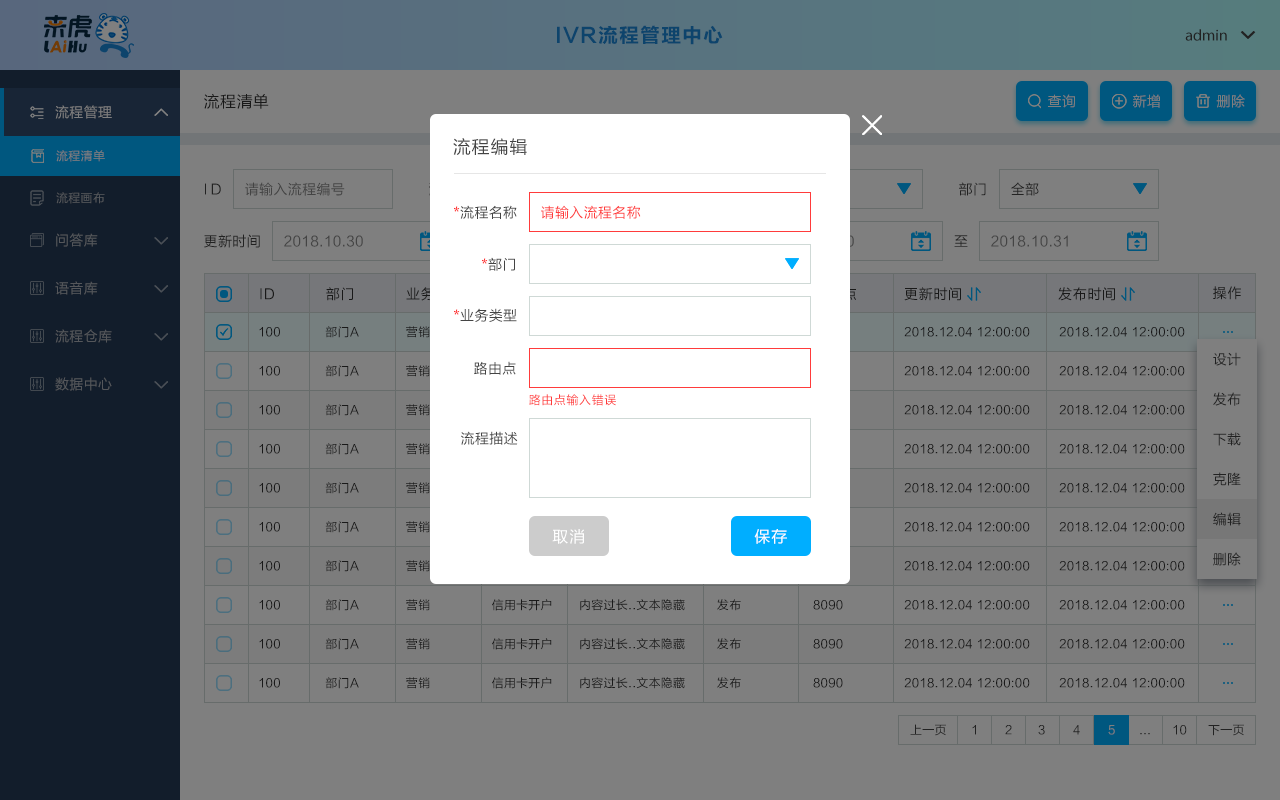 来虎
LAiHu
IVR流程管理中心
admin
流程管理
流程清单
流程画布
问答库
语音库
流程仓库
数据中心
流程清单
查询
新增
删除
ID
请输入流程编号
部门
全部
更新时间
2018.10.30
至
2018.10.31
ID 部门 更新时间 发布时间 操作
100 部门A 营销 2018.12.04 12:00:00 2018.12.04 12:00:00 ...
100 部门A 营销 2018.12.04 12:00:00 2018.12.04 12:00:00
100 部门A 营销 2018.12.04 12:00:00 2018.12.04 12:00:00
100 部门A 营销 2018.12.04 12:00:00 2018.12.04 12:00:00
100 部门A 营销 2018.12.04 12:00:00 2018.12.04 12:00:00
100 部门A 营销 2018.12.04 12:00:00 2018.12.04 12:00:00
100 部门A 营销 2018.12.04 12:00:00 2018.12.04 12:00:00
100 部门A 营销 信用卡开户 内容过长..文本隐藏 发布 8090 2018.12.04 12:00:00 2018.12.04 12:00:00 ...
100 部门A 营销 信用卡开户 内容过长..文本隐藏 发布 8090 2018.12.04 12:00:00 2018.12.04 12:00:00 ...
100 部门A 营销 信用卡开户 内容过长..文本隐藏 发布 8090 2018.12.04 12:00:00 2018.12.04 12:00:00 ...
设计
发布
下载
克隆
编辑
删除
上一页 1 2 3 4 5 ... 10 下一页
流程编辑
*流程名称
请输入流程名称
*部门
*业务类型
路由点
路由点输入错误
流程描述
取消
保存